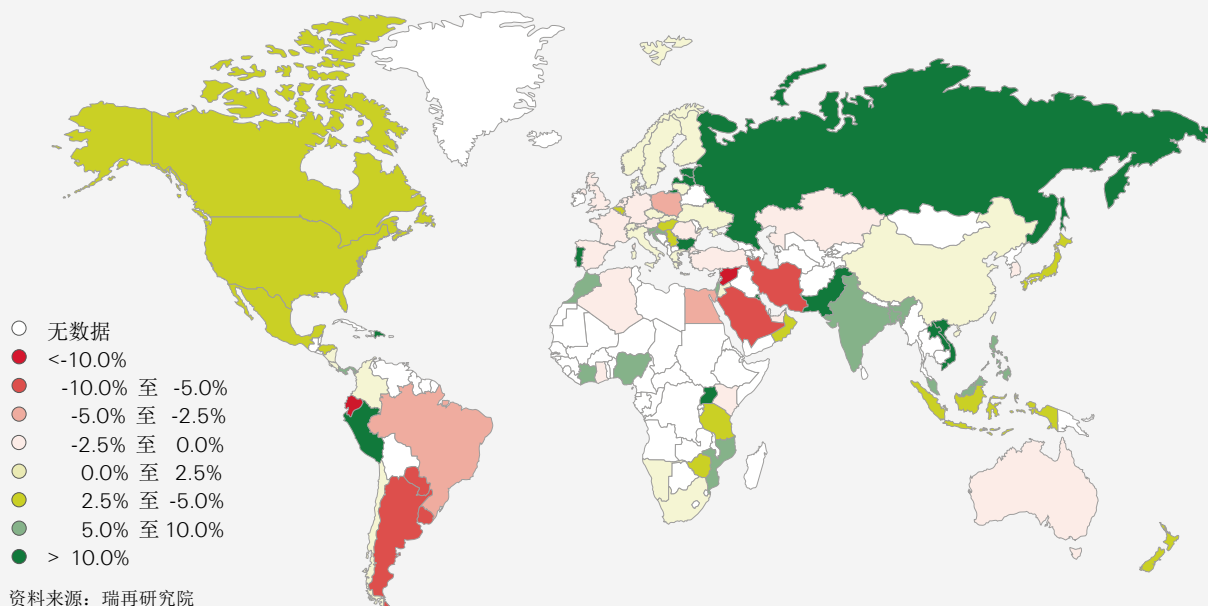 无数据
<-10.0%
-10.0% 至 -5.0%
-5.0% 至 -2.5%
-2.5% 至 0.0%
0.0% 至 2.5%
2.5% 至 -5.0%
5.0% 至 10.0%
> 10.0%
资料来源：瑞再研究院